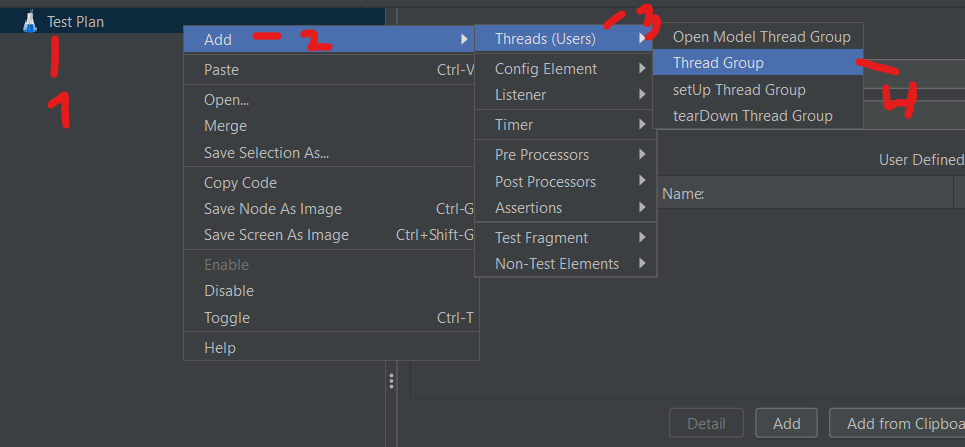 Test Plan
1
Add
2
Paste Ctrl-V
Open...
Merge
Save Selection As...
Copy Code
Save Node As Image Ctrl-G
Save Screen As Image Ctrl+Shift-G
Enable
Disable
Toggle Ctrl-T
Help
Threads (Users)
3
Config Element
Listener
Timer
Pre Processors
Post Processors
Assertions
Test Fragment
Non-Test Elements
Open Model Thread Group
Thread Group
4
setUp Thread Group
tearDown Thread Group
User Defined
Name:
Detail
Add
Add from Clipboa